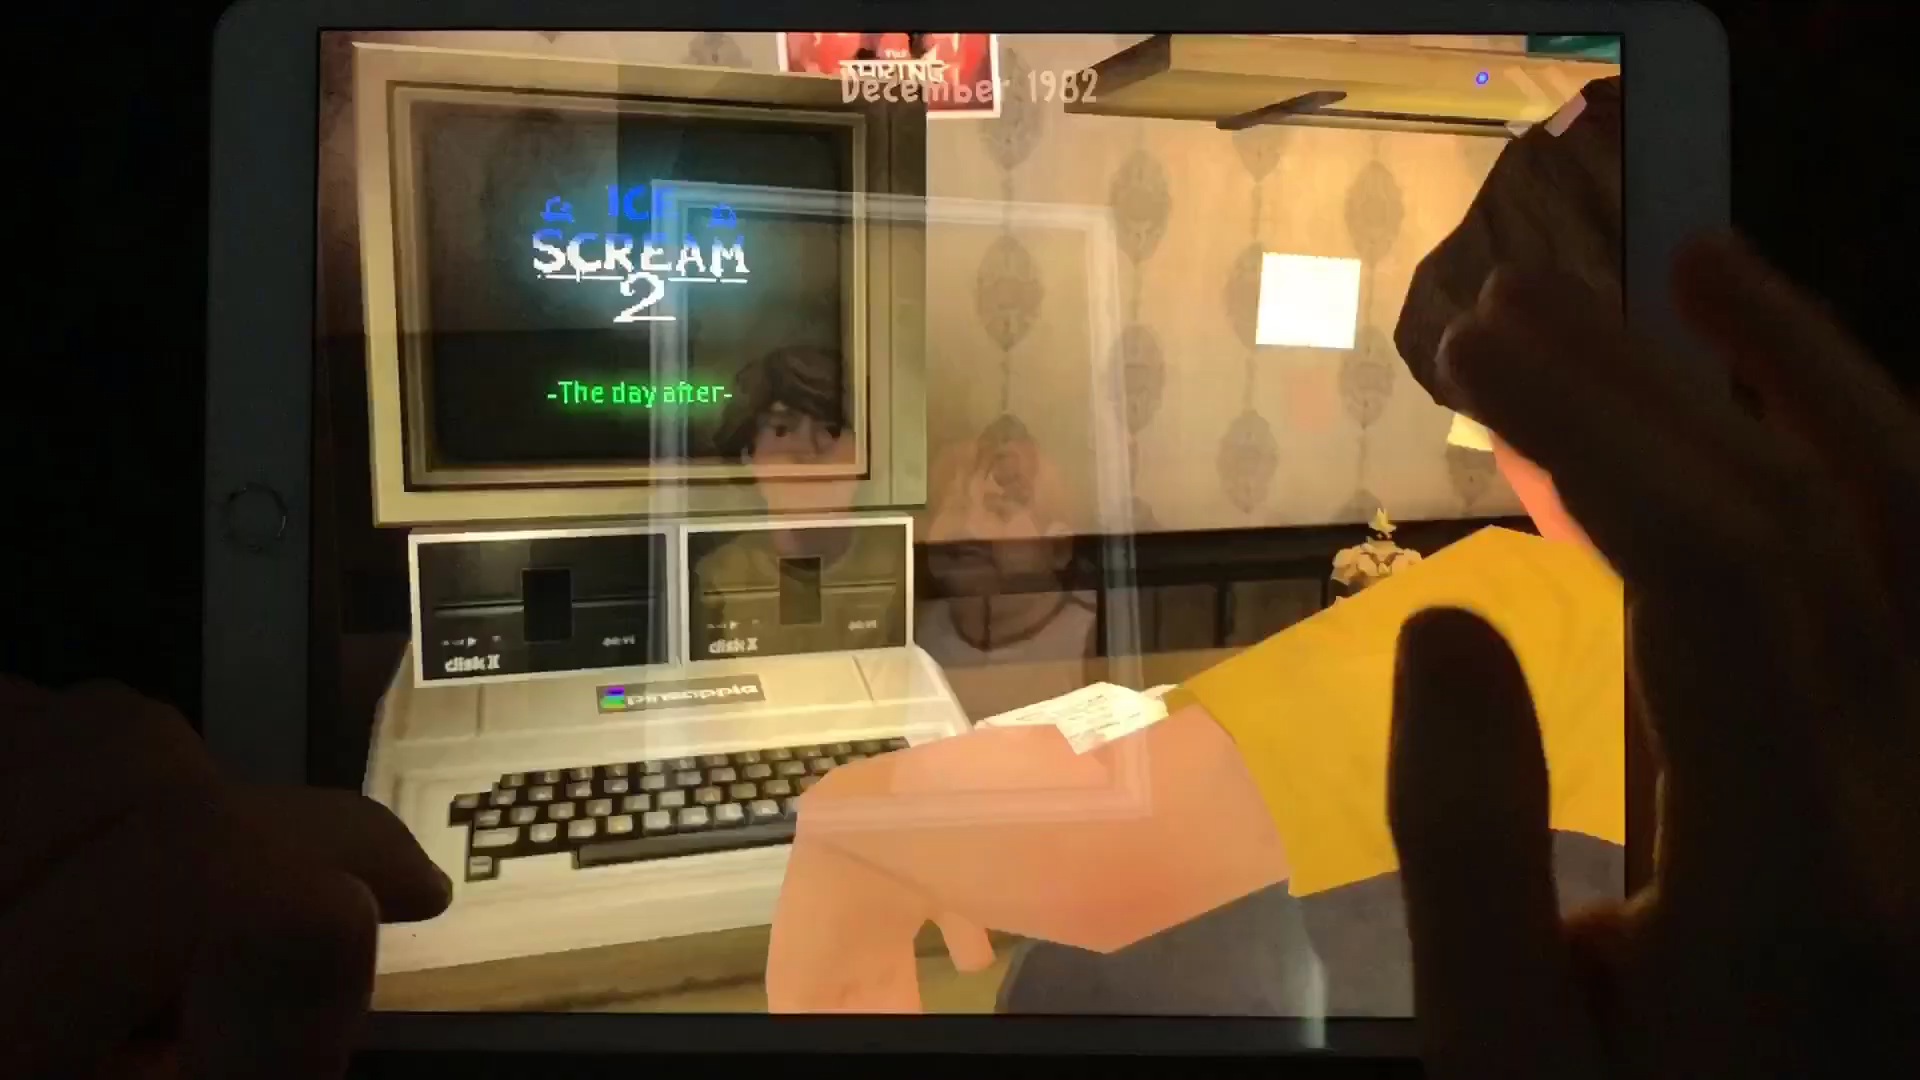 December 1982
ICE
SCREAM
2
-The day after-
disk II
disk II
pineapple